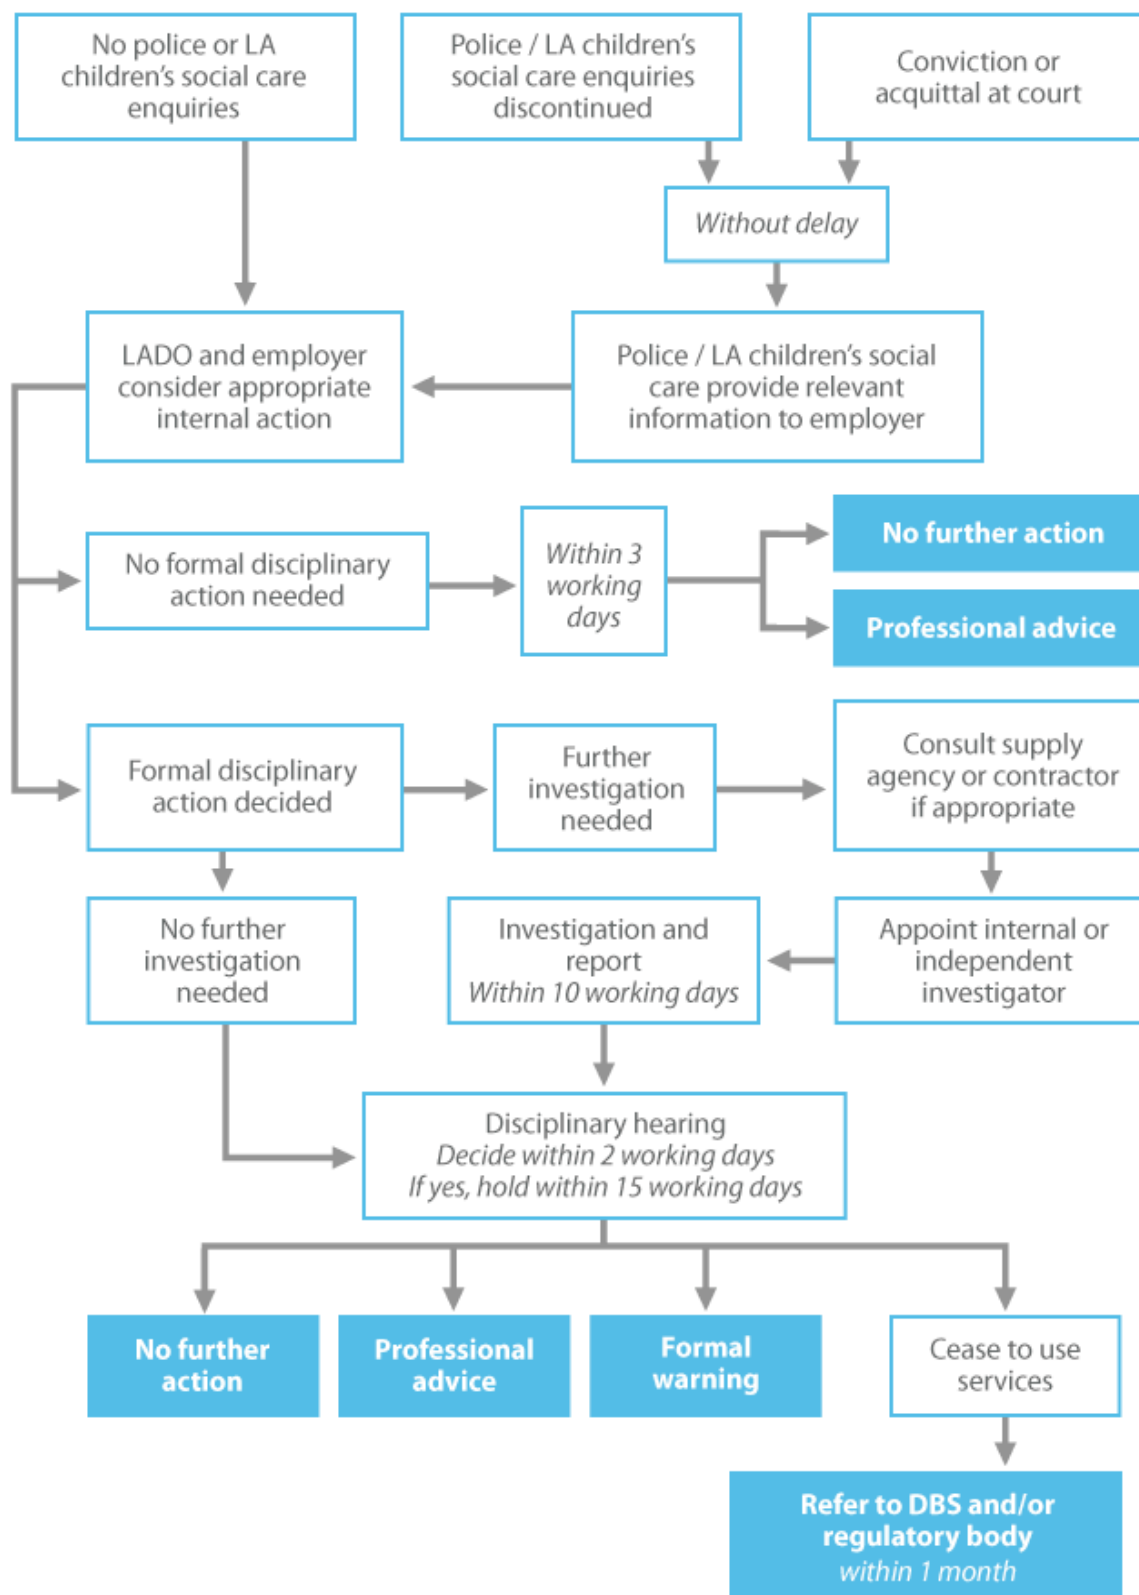 No police or LA
children’s social care
enquiries
Police / LA children’s
social care enquiries
discontinued
Conviction or
acquittal at court
Without delay
LADO and employer
consider appropriate
internal action
Police / LA children’s social
care provide relevant
information to employer
No formal disciplinary
action needed
Within 3
working
days
No further action
Professional advice
Formal disciplinary
action decided
Further
investigation
needed
Consult supply
agency or contractor
if appropriate
No further
investigation
needed
Investigation and
report
Within 10 working days
Appoint internal or
independent
investigator
Disciplinary hearing
Decide within 2 working days
If yes, hold within 15 working days
No further
action
Professional
advice
Formal
warning
Cease to use
services
Refer to DBS and/or
regulatory body
within 1 month